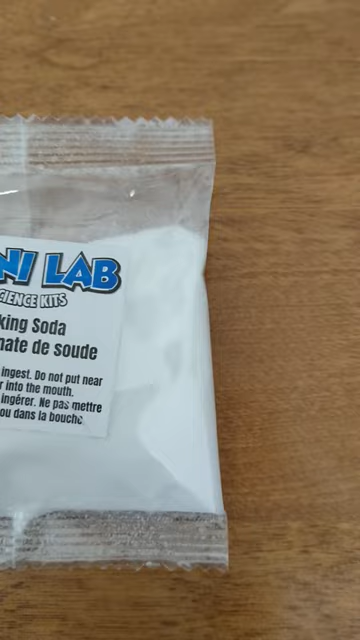 NI LAB
CIENCE KITS
king Soda
nate de soude
ingest. Do not put near
r into the mouth.
ingérer. Ne pas mettre
ou dans la bouche